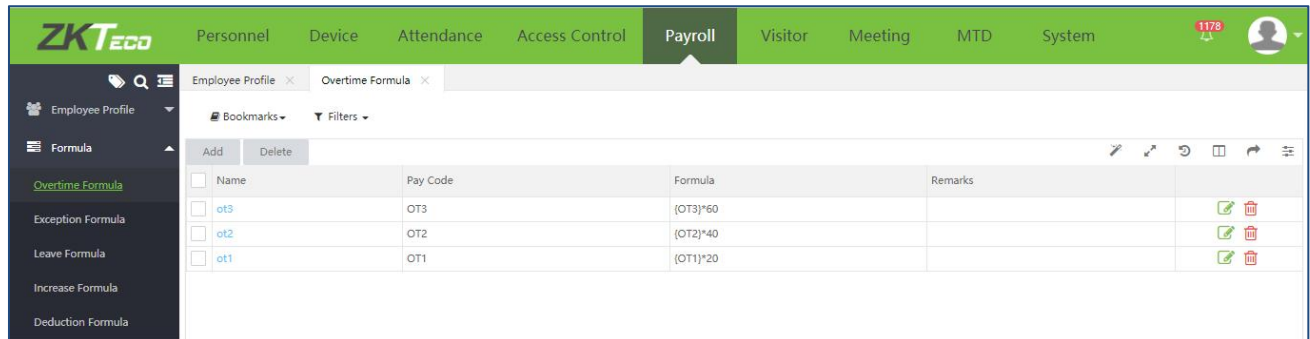 ZKTeco Personnel Device Attendance Access Control Payroll Visitor Meeting MTD System 1178
Employee Profile × Overtime Formula ×
Employee Profile
Bookmarks Filters
Formula
Add Delete
Name Pay Code Formula Remarks
Overtime Formula
ot3 OT3 {OT3}*60
Exception Formula
ot2 OT2 {OT2}*40
Leave Formula
ot1 OT1 {OT1}*20
Increase Formula
Deduction Formula